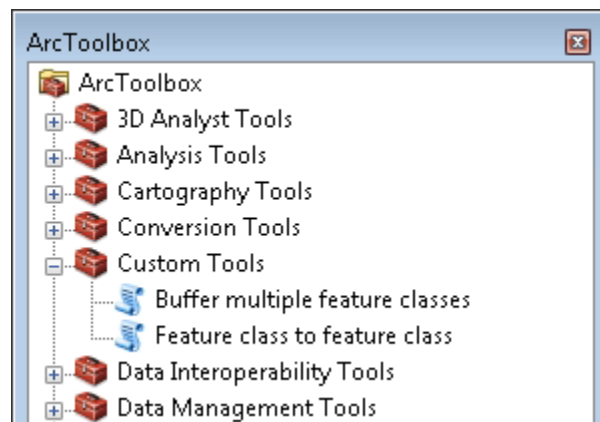 ArcToolbox
ArcToolbox
3D Analyst Tools
Analysis Tools
Cartography Tools
Conversion Tools
Custom Tools
Buffer multiple feature classes
Feature class to feature class
Data Interoperability Tools
Data Management Tools